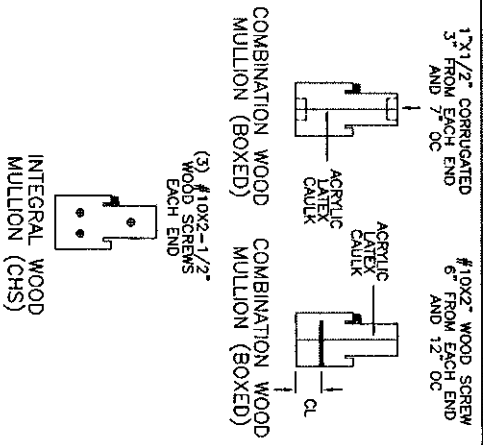 1"X1/2" CORRUGATED
3" FROM EACH END
AND 7" OC
ACRYLIC
LATEX
CAULK
COMBINATION WOOD
MULLION (BOXED)
#10X2" WOOD SCREW
6" FROM EACH END
AND 12" OC
ACRYLIC
LATEX
CAULK
CL
COMBINATION WOOD
MULLION (BOXED)
(3) #10X2-1/2"
WOOD SCREWS
EACH END
INTEGRAL WOOD
MULLION (CHS)